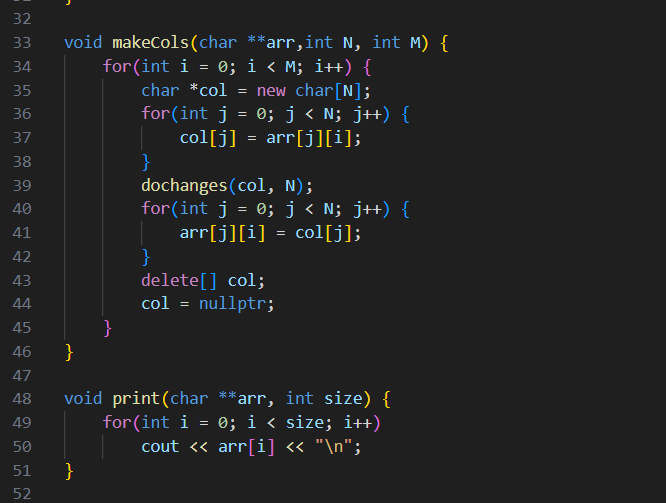 32
33 void makeCols(char **arr,int N, int M) {
34 for(int i = 0; i < M; i++) {
35 char *col = new char[N];
36 for(int j = 0; j < N; j++) {
37 col[j] = arr[j][i];
38 }
39 dochanges(col, N);
40 for(int j = 0; j < N; j++) {
41 arr[j][i] = col[j];
42 }
43 delete[] col;
44 col = nullptr;
45 }
46 }
47
48 void print(char **arr, int size) {
49 for(int i = 0; i < size; i++)
50 cout << arr[i] << "\n";
51 }
52